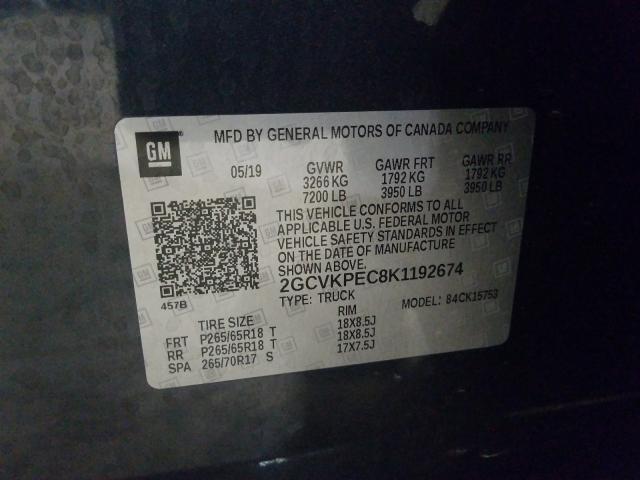 GM
MFD BY GENERAL MOTORS OF CANADA COMPANY
05/19 GVWR GAWR FRT GAWR RR
3266 KG 1792 KG 1792 KG
7200 LB 3950 LB 3950 LB
THIS VEHICLE CONFORMS TO ALL
APPLICABLE U.S. FEDERAL MOTOR
VEHICLE SAFETY STANDARDS IN EFFECT
ON THE DATE OF MANUFACTURE
SHOWN ABOVE.
2GCVKPEC8K1192674
457B TYPE: TRUCK MODEL: 84CK15753
TIRE SIZE RIM
FRT P265/65R18 T 18X8.5J
RR P265/65R18 T 18X8.5J
SPA 265/70R17 S 17X7.5J